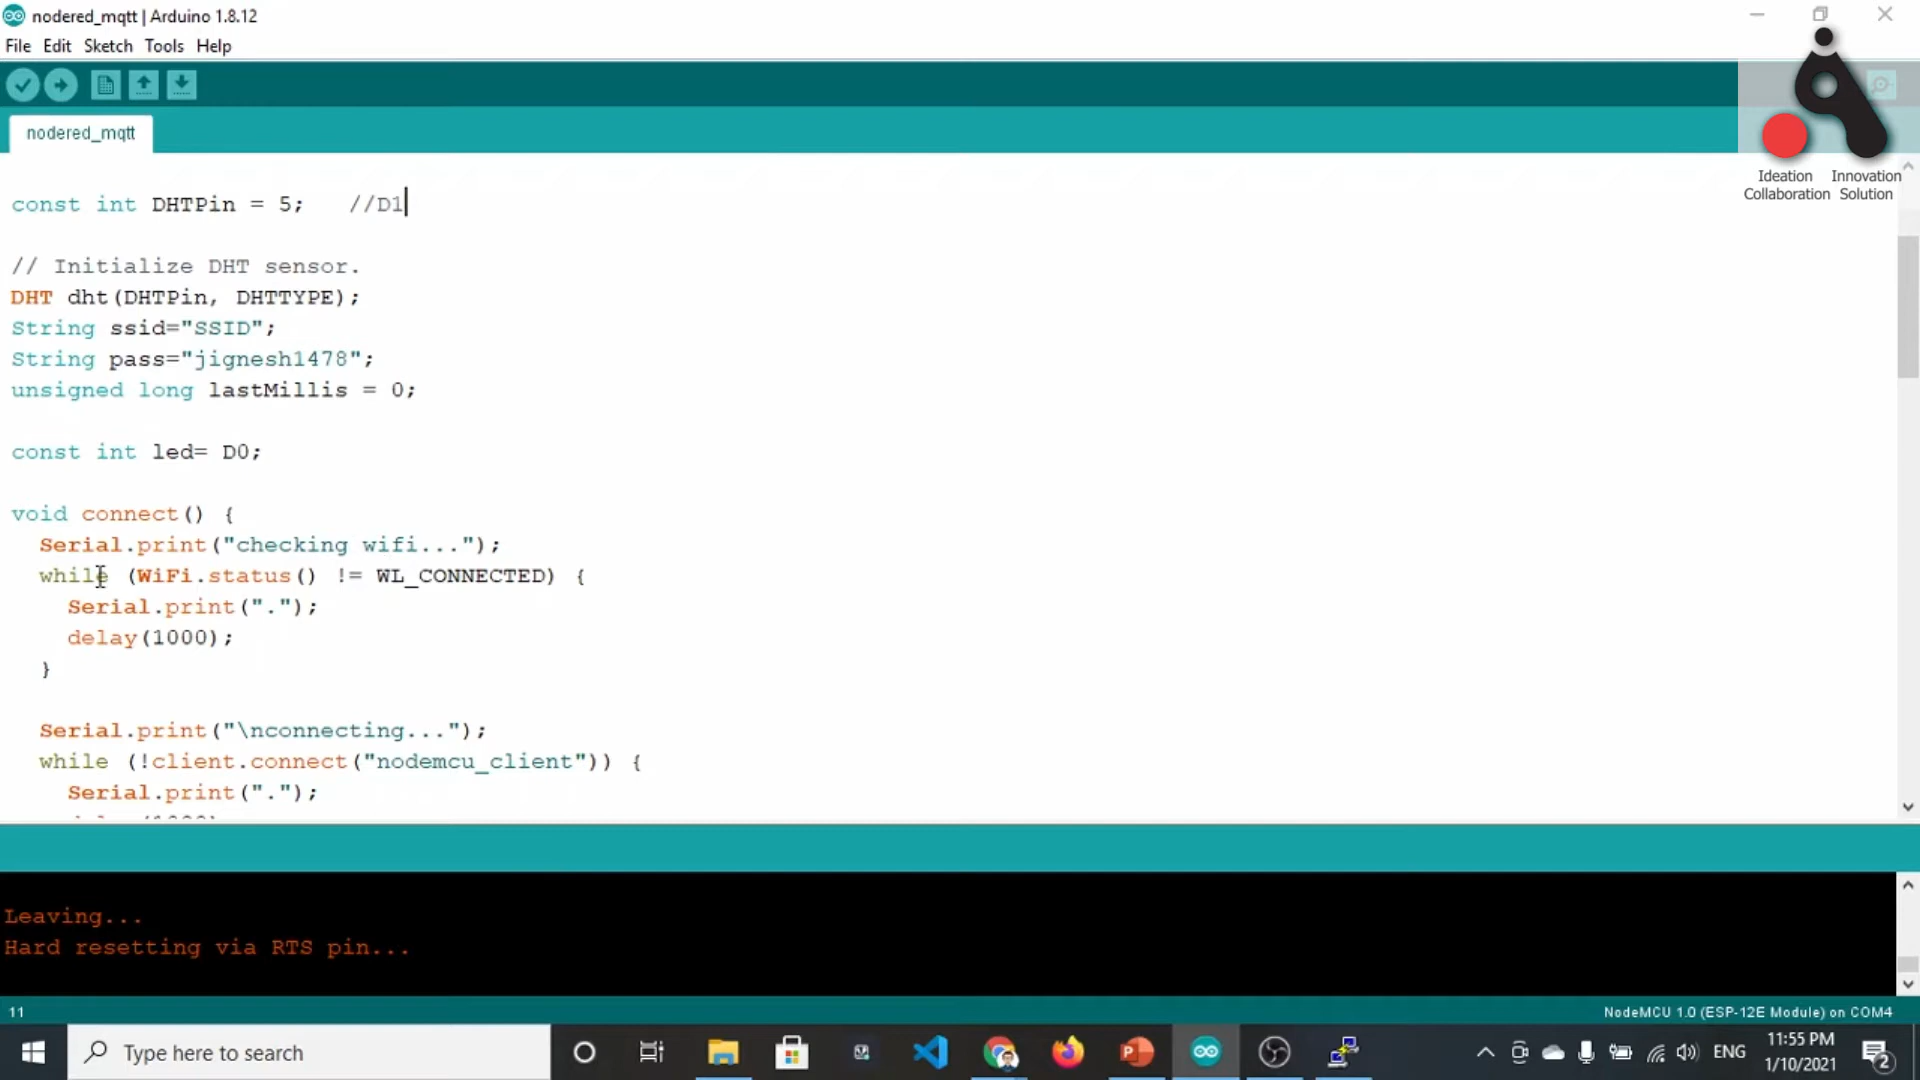 nodered_mqtt | Arduino 1.8.12
File Edit Sketch Tools Help
nodered_mqtt
Ideation Innovation
Collaboration Solution
const int DHTPin = 5;   //D1
// Initialize DHT sensor.
DHT dht(DHTPin, DHTTYPE);
String ssid="SSID";
String pass="jignesh1478";
unsigned long lastMillis = 0;
const int led= D0;
void connect() {
Serial.print("checking wifi...");
while (WiFi.status() != WL_CONNECTED) {
Serial.print(".");
delay(1000);
}
Serial.print("\nconnecting...");
while (!client.connect("nodemcu_client")) {
Serial.print(".");
Leaving...
Hard resetting via RTS pin...
11
NodeMCU 1.0 (ESP-12E Module) on COM4
Type here to search
ENG
11:55 PM
1/10/2021
2